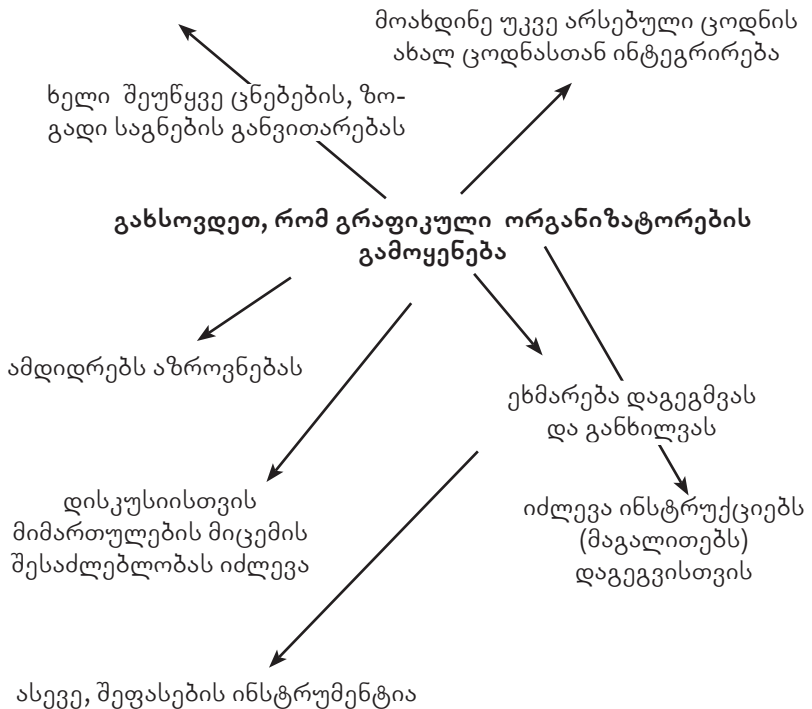 მოახდინე უკვე არსებული ცოდნის
ახალ ცოდნასთან ინტეგრირება
ხელი შეუწყვე ცნებების, ზო-
გადი საგნების განვითარებას
გახსოვდეთ, რომ გრაფიკული ორგანიზატორების
გამოყენება
ამდიდრებს აზროვნებას
ეხმარება დაგეგმვას
და განხილვას
დისკუსიისთვის
მიმართულების მიცემის
შესაძლებლობას იძლევა
იძლევა ინსტრუქციებს
(მაგალითებს)
დაგეგვისთვის
ასევე, შეფასების ინსტრუმენტია